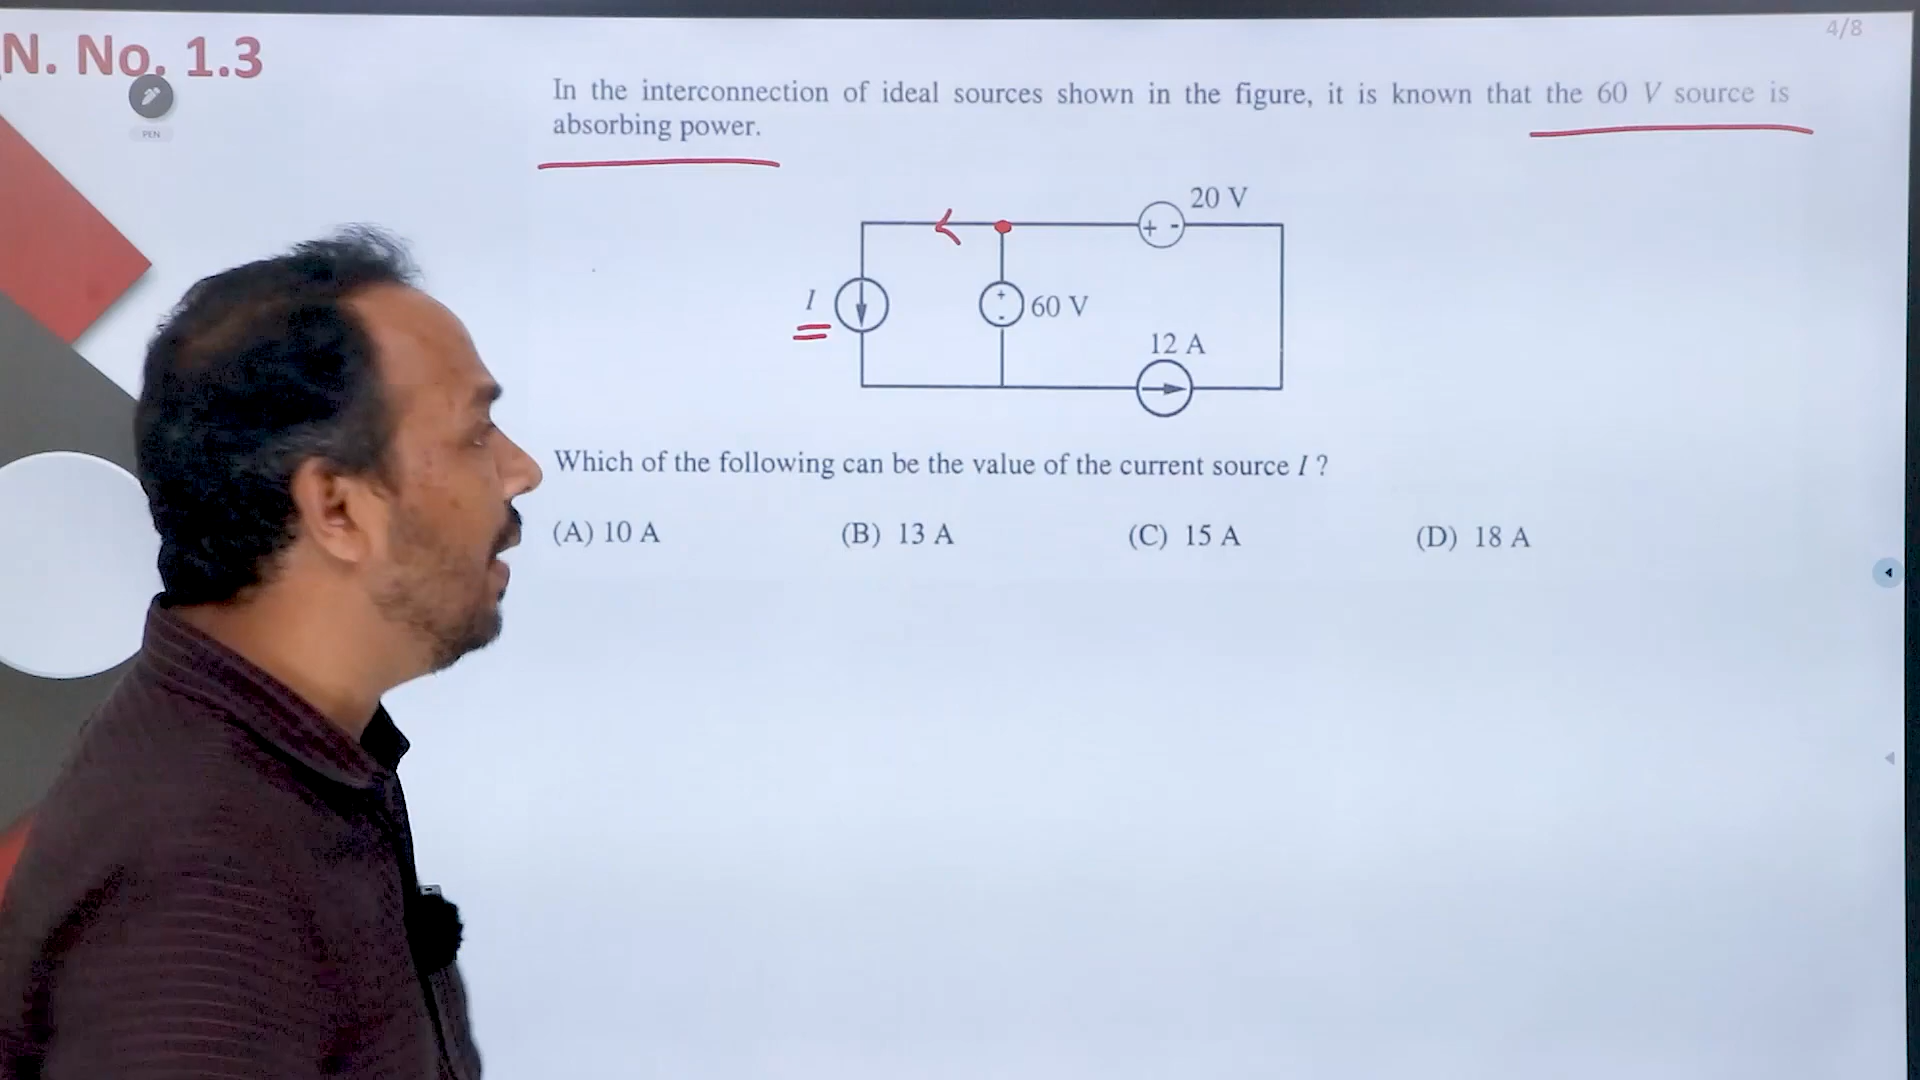 N. No. 1.3
4/8
PEN
In the interconnection of ideal sources shown in the figure, it is known that the 60 V source is
absorbing power.
20 V
+ -
I
+
-
60 V
12 A
Which of the following can be the value of the current source I ?
(A) 10 A
(B) 13 A
(C) 15 A
(D) 18 A